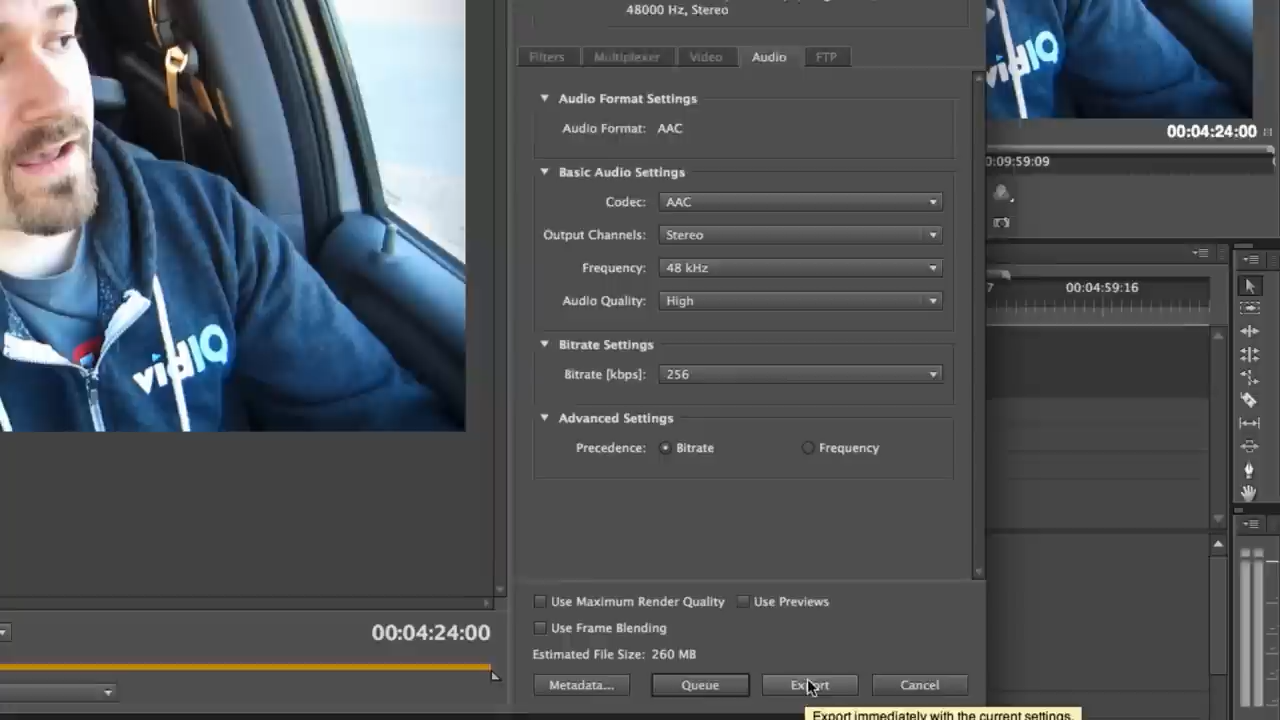 48000 Hz, Stereo
Filters Multiplexer Video Audio FTP
Audio Format Settings
Audio Format: AAC
Basic Audio Settings
Codec: AAC
Output Channels: Stereo
Frequency: 48 kHz
Audio Quality: High
Bitrate Settings
Bitrate [kbps]: 256
Advanced Settings
Precedence: Bitrate Frequency
Use Maximum Render Quality Use Previews
Use Frame Blending
Estimated File Size: 260 MB
Metadata... Queue Export Cancel
Export immediately with the current settings.
vidIQ
00:04:24:00
vidIQ
00:04:24:00
0:09:59:09
7 00:04:59:16